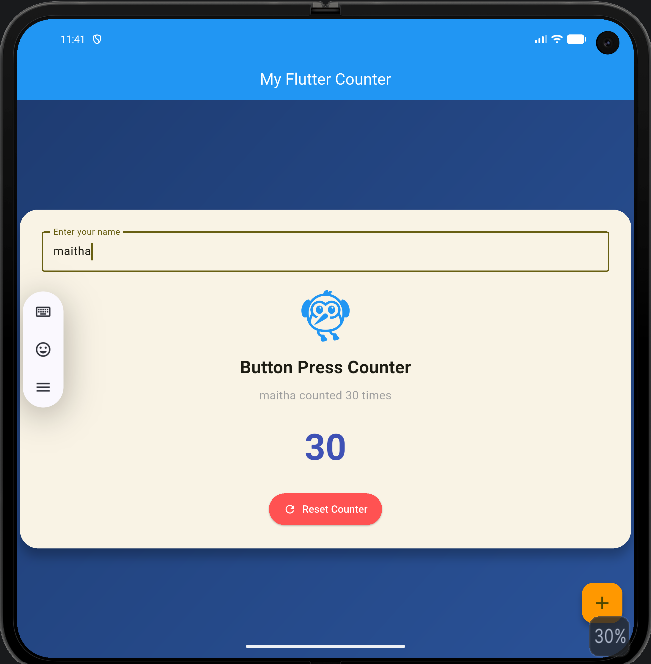 11:41
My Flutter Counter
Enter your name
maitha
Button Press Counter
maitha counted 30 times
30
Reset Counter
30%